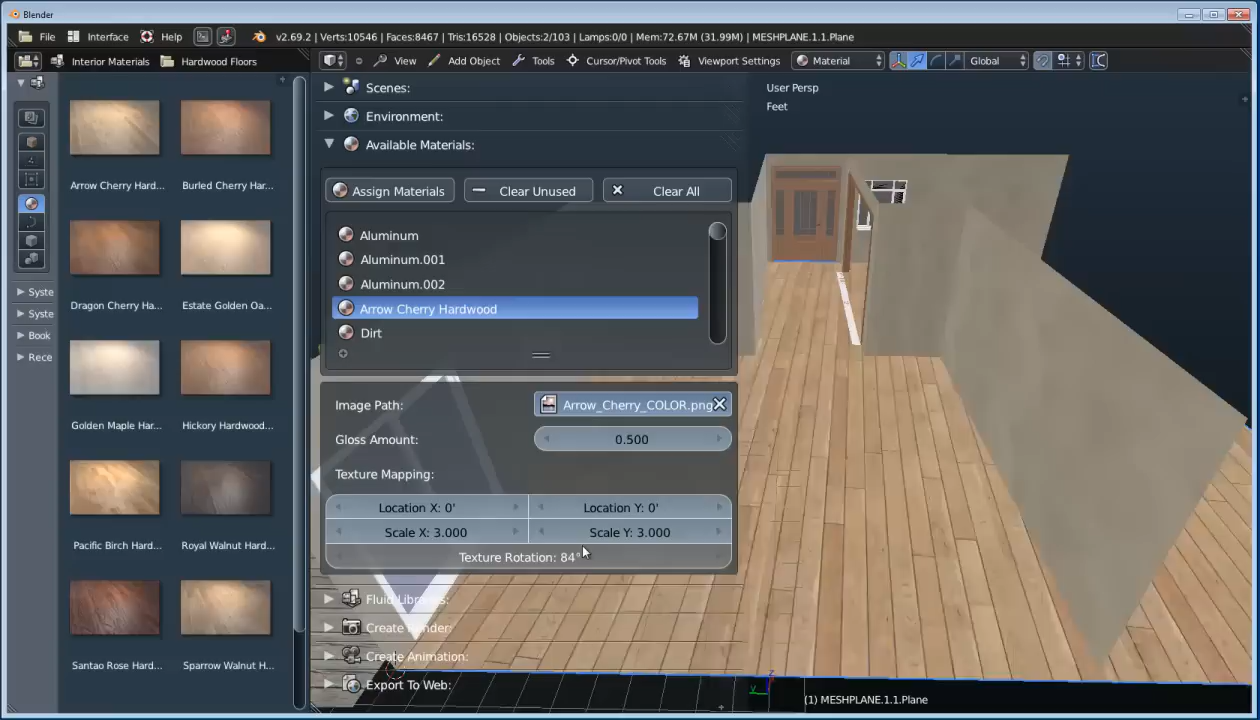 Blender
File Interface Help v2.69.2 | Verts:10546 | Faces:8467 | Tris:16528 | Objects:2/103 | Lamps:0/0 | Mem:72.67M (31.99M) | MESHPLANE.1.1.Plane
Interior Materials Hardwood Floors View Add Object Tools Cursor/Pivot Tools Viewport Settings Material Global
Syste
Syste
Book
Rece
Arrow Cherry Hard...
Burled Cherry Har...
Dragon Cherry Ha...
Estate Golden Oa...
Golden Maple Har...
Hickory Hardwood...
Pacific Birch Hard...
Royal Walnut Hard...
Santao Rose Hard...
Sparrow Walnut H...
Scenes:
Environment:
Available Materials:
Assign Materials
Clear Unused
Clear All
Aluminum
Aluminum.001
Aluminum.002
Arrow Cherry Hardwood
Dirt
Image Path: Arrow_Cherry_COLOR.png
Gloss Amount: 0.500
Texture Mapping:
Location X: 0' Location Y: 0'
Scale X: 3.000 Scale Y: 3.000
Texture Rotation: 84°
Fluid Libraries:
Create Render:
Create Animation:
Export To Web:
User Persp
Feet
(1) MESHPLANE.1.1.Plane